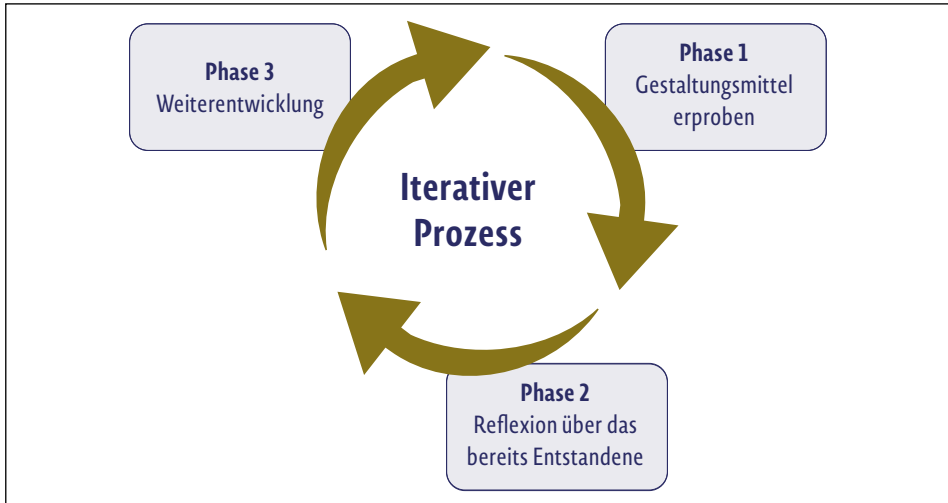 Phase 3
Weiterentwicklung
Phase 1
Gestaltungsmittel
erproben
Iterativer
Prozess
Phase 2
Reflexion über das
bereits Entstandene